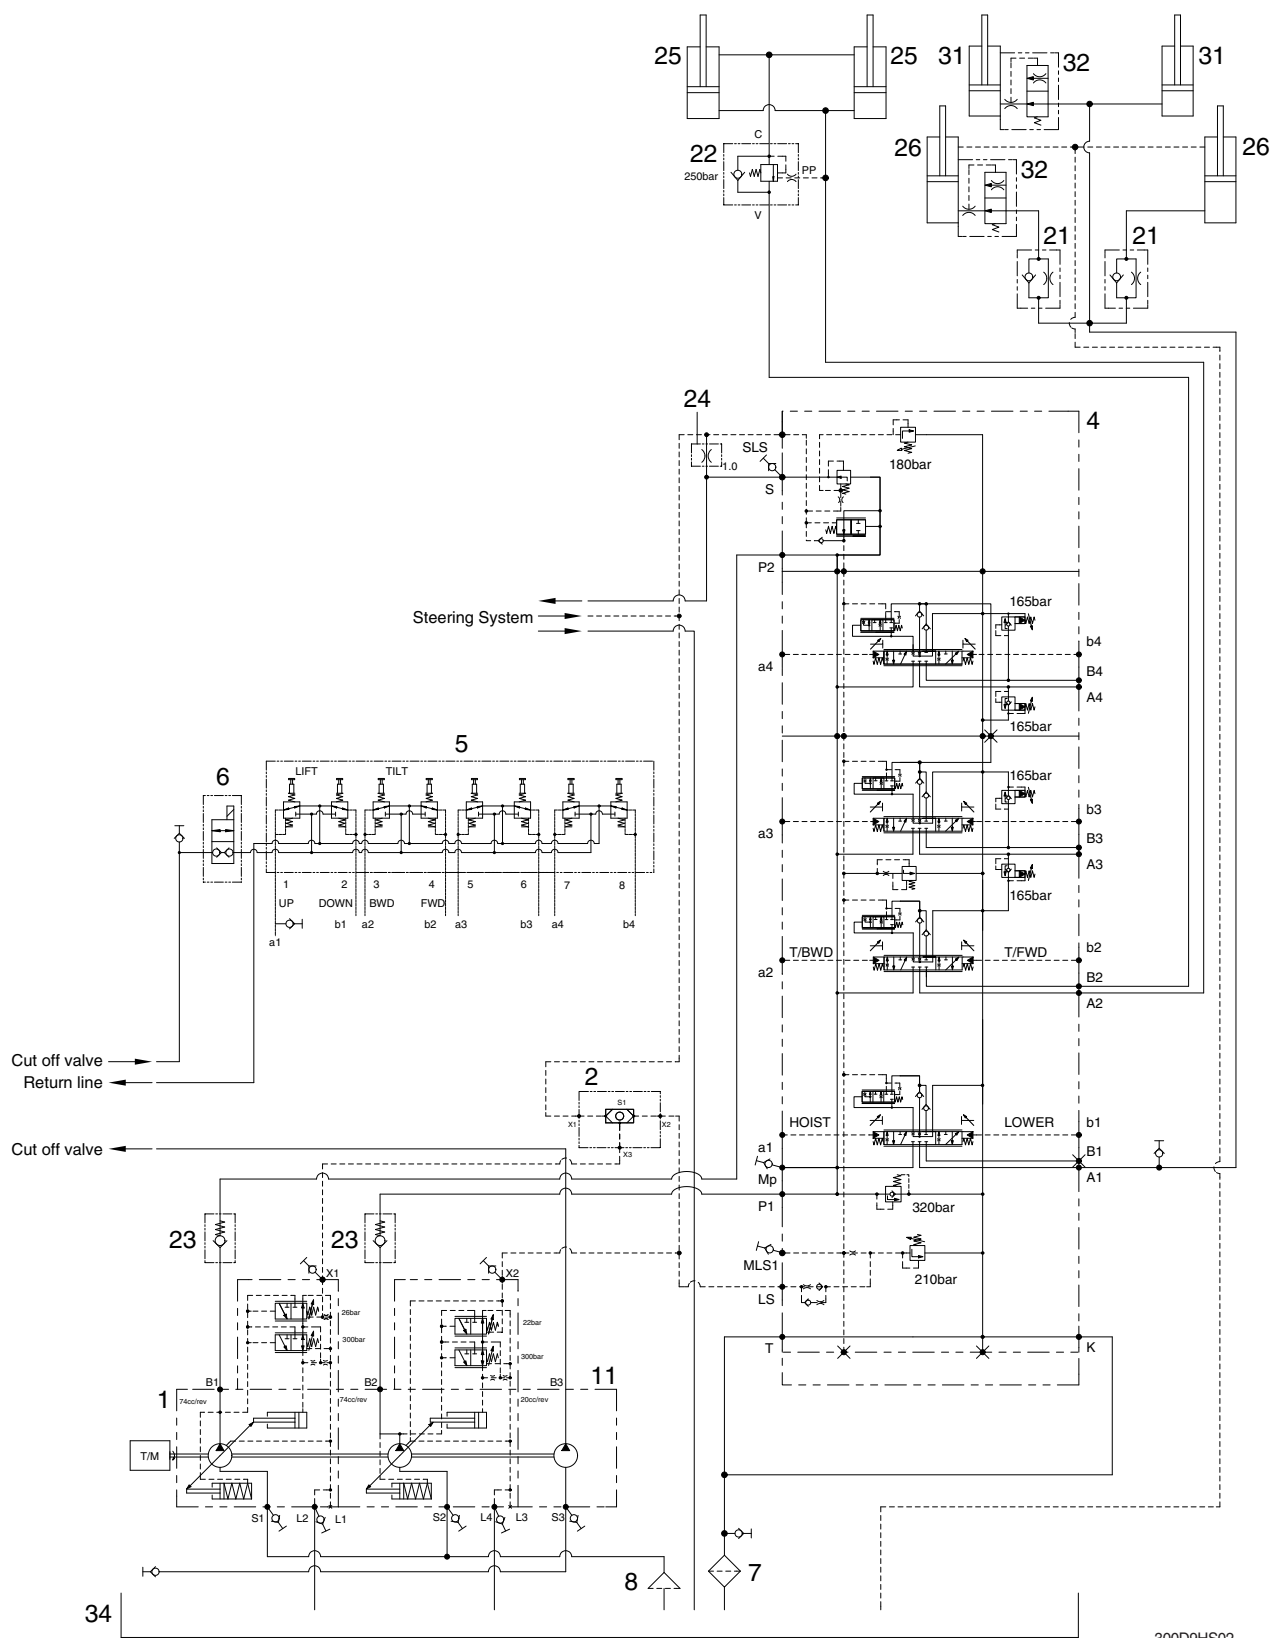 25 25 31 32 31
26 32 26
C
22
250bar
PP
V
21 21
24
1.0
SLS
S
180bar
4
P2
Steering System
165bar
a4
b4
B4
A4
165bar
5
6
LIFT TILT
165bar
a3
b3
B3
A3
165bar
1 2 3 4 5 6 7 8
UP DOWN BWD FWD
a1 b1 a2 b2 a3 b3 a4 b4
T/BWD T/FWD
a2
b2
B2
A2
Cut off valve
Return line
2
S1
X1 X2
X3
HOIST LOWER
a1
b1
B1
A1
Cut off valve
Mp
P1
320bar
23 23
X1 X2
MLS1
210bar
LS
26bar
22bar
300bar
300bar
T K
B1 B2 B3
1 11
74cc/rev 74cc/rev 20cc/rev
T/M
S1 L2 L1 S2 L4 L3 S3
8 7
34
300D9HS02